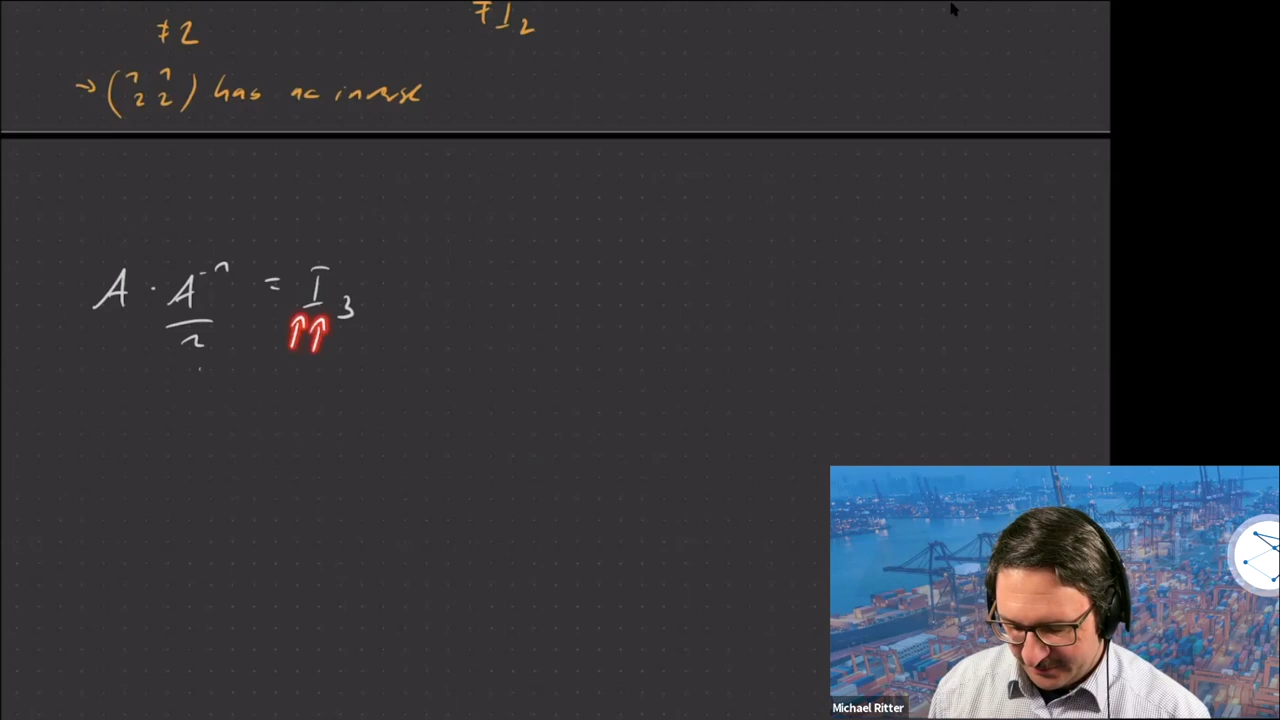 ≠ 2
≠ I₂
→ (1 1 2 2) has no inverse
A · A⁻¹ = I₃
↑↑
Michael Ritter